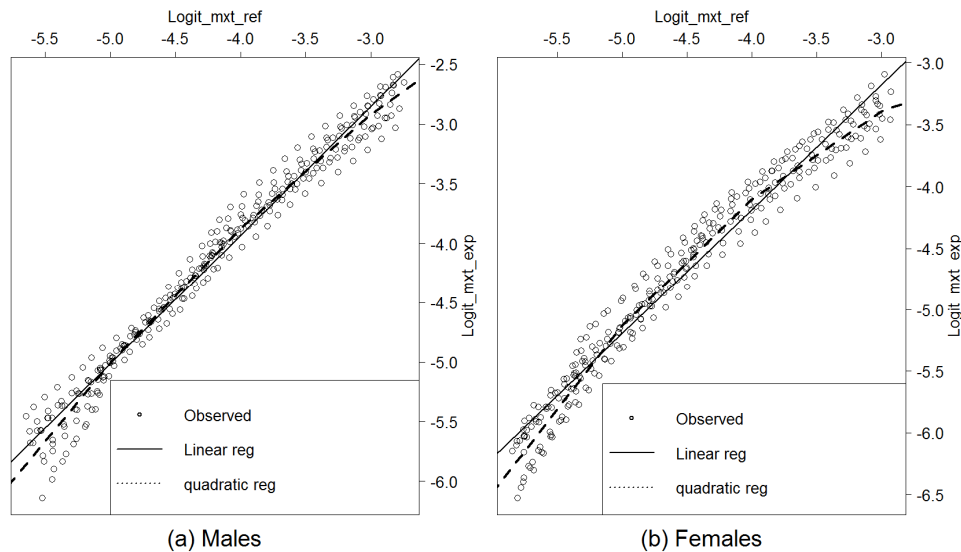 Logit_mxt_ref
-5.5 -5.0 -4.5 -4.0 -3.5 -3.0
-2.5
-3.0
-3.5
-4.0
-4.5
-5.0
-5.5
-6.0
Logit_mxt_exp
Observed
Linear reg
quadratic reg
(a) Males
Logit_mxt_ref
-5.5 -5.0 -4.5 -4.0 -3.5 -3.0
-3.0
-3.5
-4.0
-4.5
-5.0
-5.5
-6.0
-6.5
Logit_mxt_exp
Observed
Linear reg
quadratic reg
(b) Females